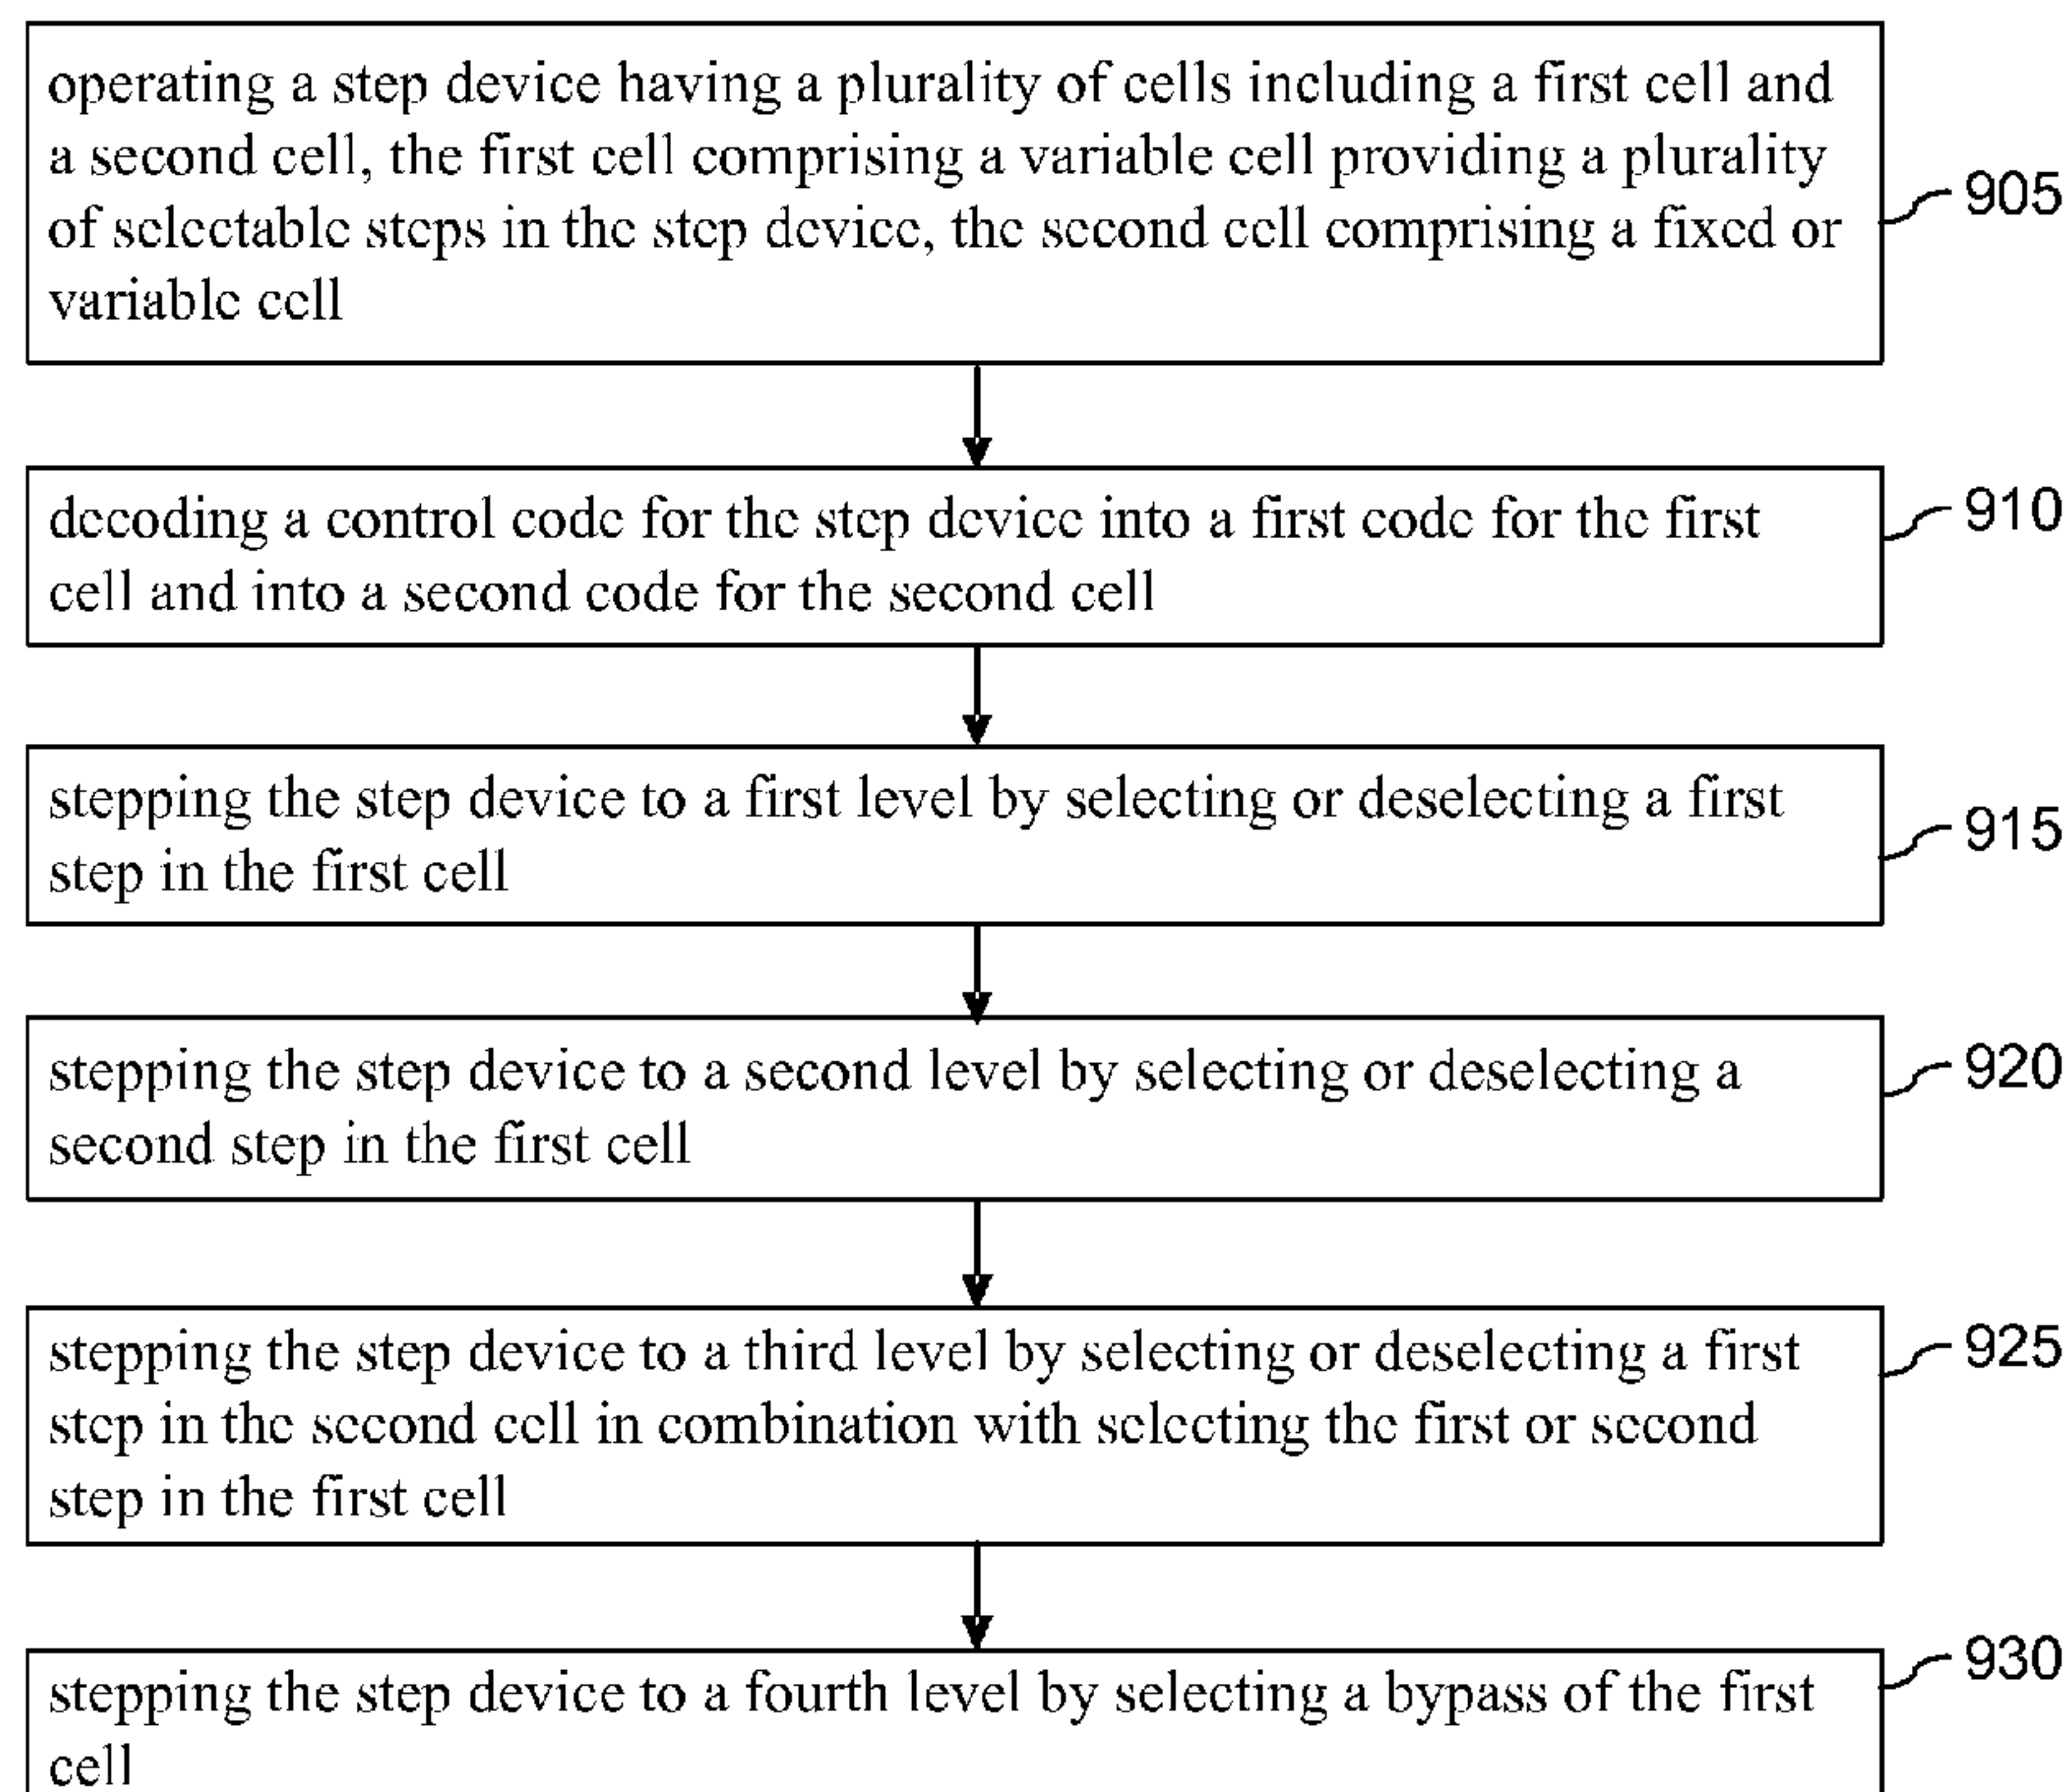 operating a step device having a plurality of cells including a first cell and
a second cell, the first cell comprising a variable cell providing a plurality
of selectable steps in the step device, the second cell comprising a fixed or
variable cell
905
decoding a control code for the step device into a first code for the first
cell and into a second code for the second cell
910
stepping the step device to a first level by selecting or deselecting a first
step in the first cell
915
stepping the step device to a second level by selecting or deselecting a
second step in the first cell
920
stepping the step device to a third level by selecting or deselecting a first
step in the second cell in combination with selecting the first or second
step in the first cell
925
stepping the step device to a fourth level by selecting a bypass of the first
cell
930